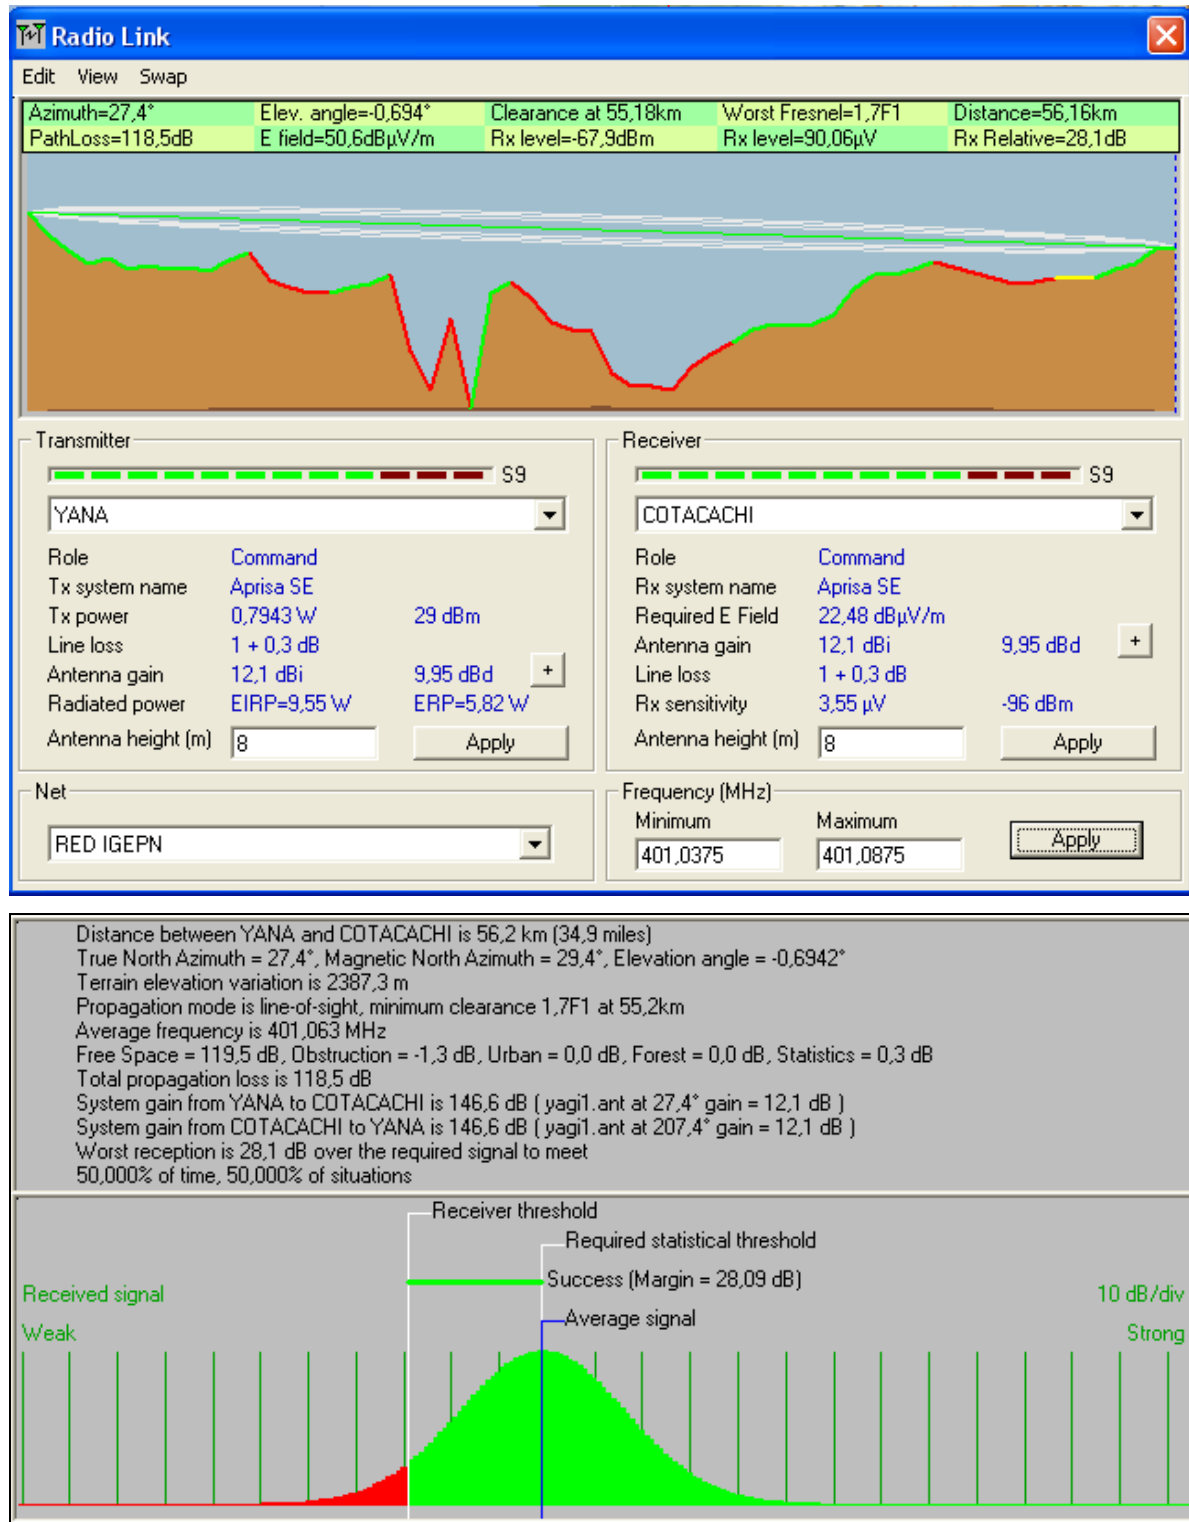 Radio Link
Edit View Swap
Azimuth=27,4° Elev. angle=-0,694° Clearance at 55,18km Worst Fresnel=1,7F1 Distance=56,16km
PathLoss=118,5dB E field=50,6dBµV/m Rx level=-67,9dBm Rx level=90,06µV Rx Relative=28,1dB
Transmitter
S9
YANA
Role Command
Tx system name Aprisa SE
Tx power 0,7943 W 29 dBm
Line loss 1 + 0,3 dB
Antenna gain 12,1 dBi 9,95 dBd +
Radiated power EIRP=9,55 W ERP=5,82 W
Antenna height (m) 8 Apply
Receiver
S9
COTACACHI
Role Command
Rx system name Aprisa SE
Required E Field 22,48 dBµV/m
Antenna gain 12,1 dBi 9,95 dBd +
Line loss 1 + 0,3 dB
Rx sensitivity 3,55 µV -96 dBm
Antenna height (m) 8 Apply
Net
RED IGEPN
Frequency (MHz)
Minimum Maximum
401,0375 401,0875 Apply
Distance between YANA and COTACACHI is 56,2 km (34,9 miles)
True North Azimuth = 27,4°, Magnetic North Azimuth = 29,4°, Elevation angle = -0,6942°
Terrain elevation variation is 2387,3 m
Propagation mode is line-of-sight, minimum clearance 1,7F1 at 55,2km
Average frequency is 401,063 MHz
Free Space = 119,5 dB, Obstruction = -1,3 dB, Urban = 0,0 dB, Forest = 0,0 dB, Statistics = 0,3 dB
Total propagation loss is 118,5 dB
System gain from YANA to COTACACHI is 146,6 dB ( yagi1.ant at 27,4° gain = 12,1 dB )
System gain from COTACACHI to YANA is 146,6 dB ( yagi1.ant at 207,4° gain = 12,1 dB )
Worst reception is 28,1 dB over the required signal to meet
50,000% of time, 50,000% of situations
Receiver threshold
Required statistical threshold
Success (Margin = 28,09 dB)
Received signal 10 dB/div
Average signal
Weak Strong